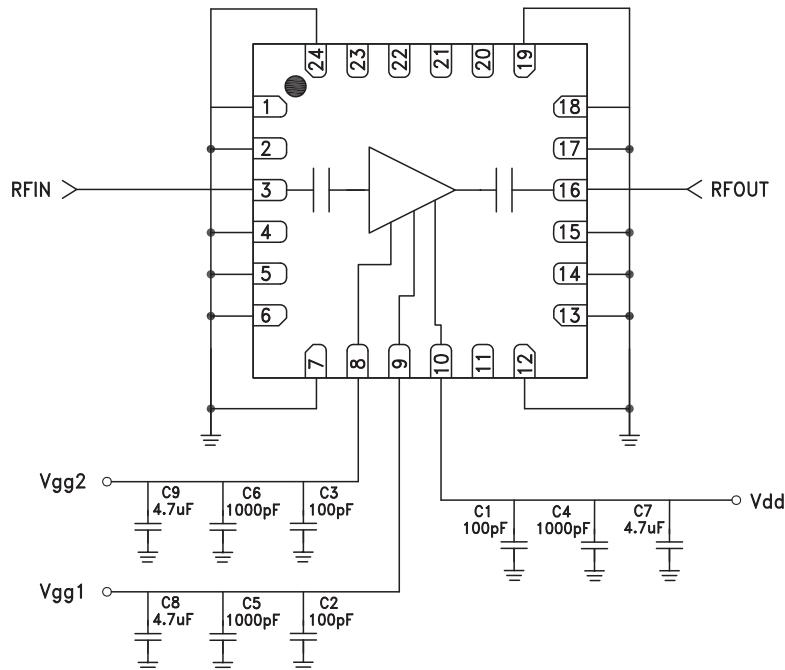 24 23 22 21 20 19
1 18
2 17
RFIN 3 16 RFOUT
4 15
5 14
6 13
7 8 9 10 11 12
Vgg2
C9 4.7uF
C6 1000pF
C3 100pF
Vdd
C1 100pF
C4 1000pF
C7 4.7uF
Vgg1
C8 4.7uF
C5 1000pF
C2 100pF